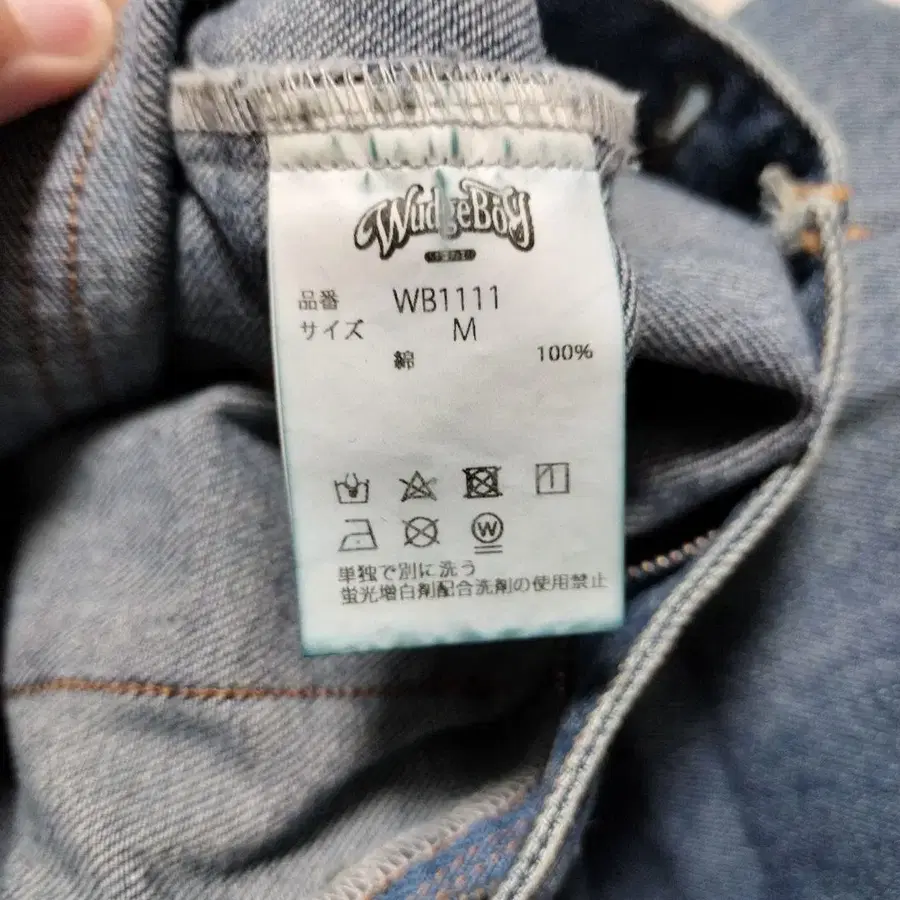 WudgeBoy
品番 WB1111
サイズ M
綿 100%
W
単独で別に洗う
蛍光増白剤配合洗剤の使用禁止